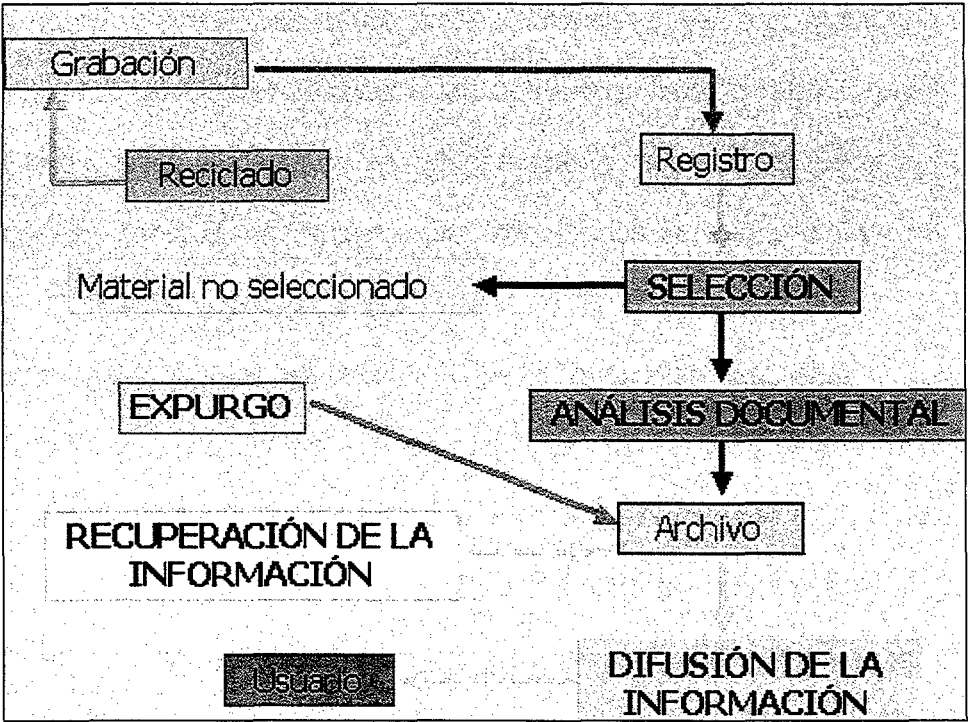 Grabación
Registro
Reciclado
Material no seleccionado
SELECCIÓN
EXPURGO
ANÁLISIS DOCUMENTAL
RECUPERACIÓN DE LA
INFORMACIÓN
Archivo
Usuario
DIFUSIÓN DE LA
INFORMACIÓN